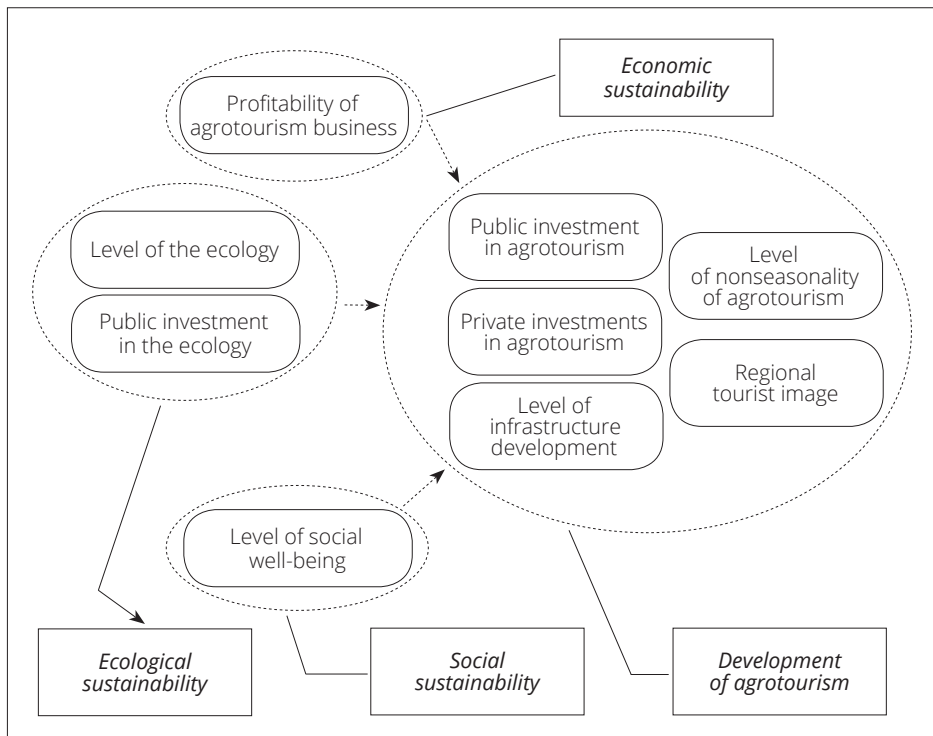 Economic
sustainability
Profitability of
agrotourism business
Public investment
in agrotourism
Level of the ecology
Level
of nonseasonality
of agrotourism
Public investment
in the ecology
Private investments
in agrotourism
Regional
tourist image
Level of
infrastructure
development
Level of social
well-being
Ecological
sustainability
Social
sustainability
Development
of agrotourism